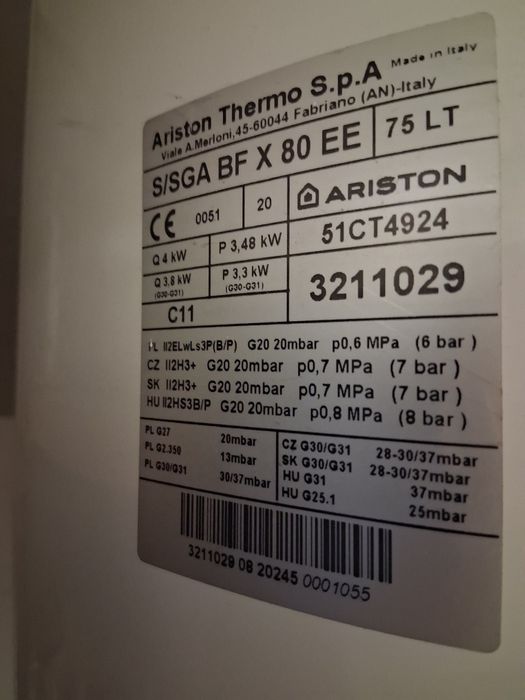 Ariston Thermo S.p.A Made in Italy
Viale A.Merloni,45-60044 Fabriano (AN)-Italy
S/SGA BF X 80 EE 75 LT
CE 0051 20 ARISTON
Q 4 kW P 3,48 kW 51CT4924
Q 3,8 kW P 3,3 kW 3211029
(G30-G31) (G30-G31)
C11
PL II2ELwLs3P(B/P) G20 20mbar p0,6 MPa (6 bar )
CZ II2H3+ G20 20mbar p0,7 MPa (7 bar )
SK II2H3+ G20 20mbar p0,7 MPa (7 bar )
HU II2HS3B/P G20 20mbar p0,8 MPa (8 bar )
PL G27 20mbar CZ G30/G31 28-30/37mbar
PL G2.350 13mbar SK G30/G31 28-30/37mbar
PL G30/G31 30/37mbar HU G31 37mbar
HU G25.1 25mbar
3211029 08 20245 0001055